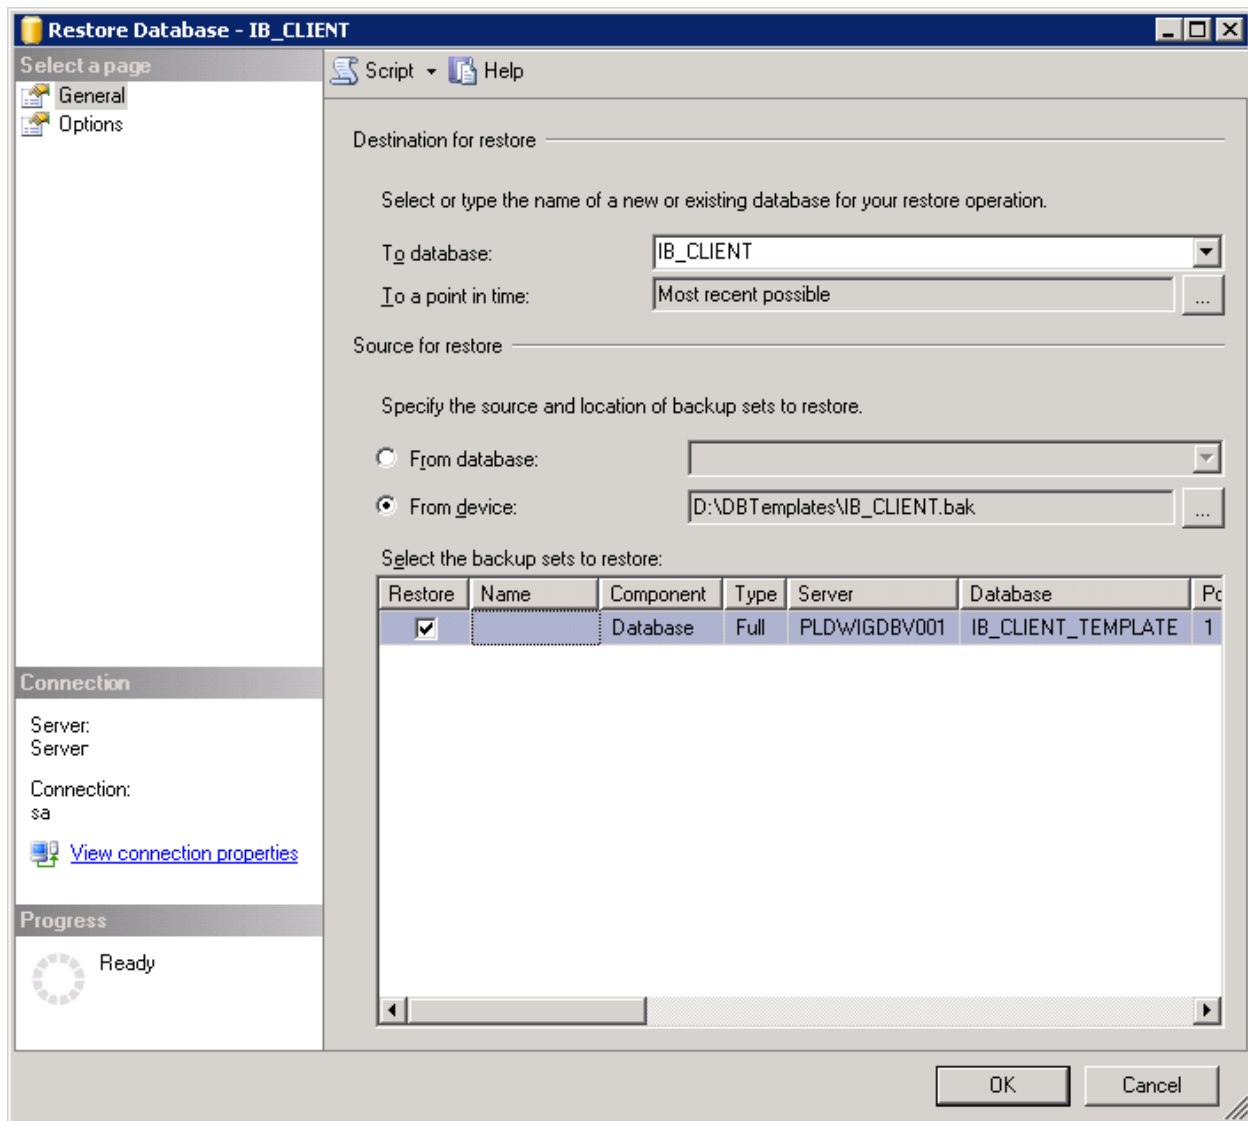 Restore Database - IB_CLIENT
Select a page
General
Options
Script Help
Destination for restore
Select or type the name of a new or existing database for your restore operation.
To database: IB_CLIENT
To a point in time: Most recent possible ...
Source for restore
Specify the source and location of backup sets to restore.
From database:
From device: D:\DBTemplates\IB_CLIENT.bak ...
Select the backup sets to restore:
Restore Name Component Type Server Database Po
Database Full PLDWIGDBV001 IB_CLIENT_TEMPLATE 1
Connection
Server:
Server
Connection:
sa
View connection properties
Progress
Ready
OK Cancel